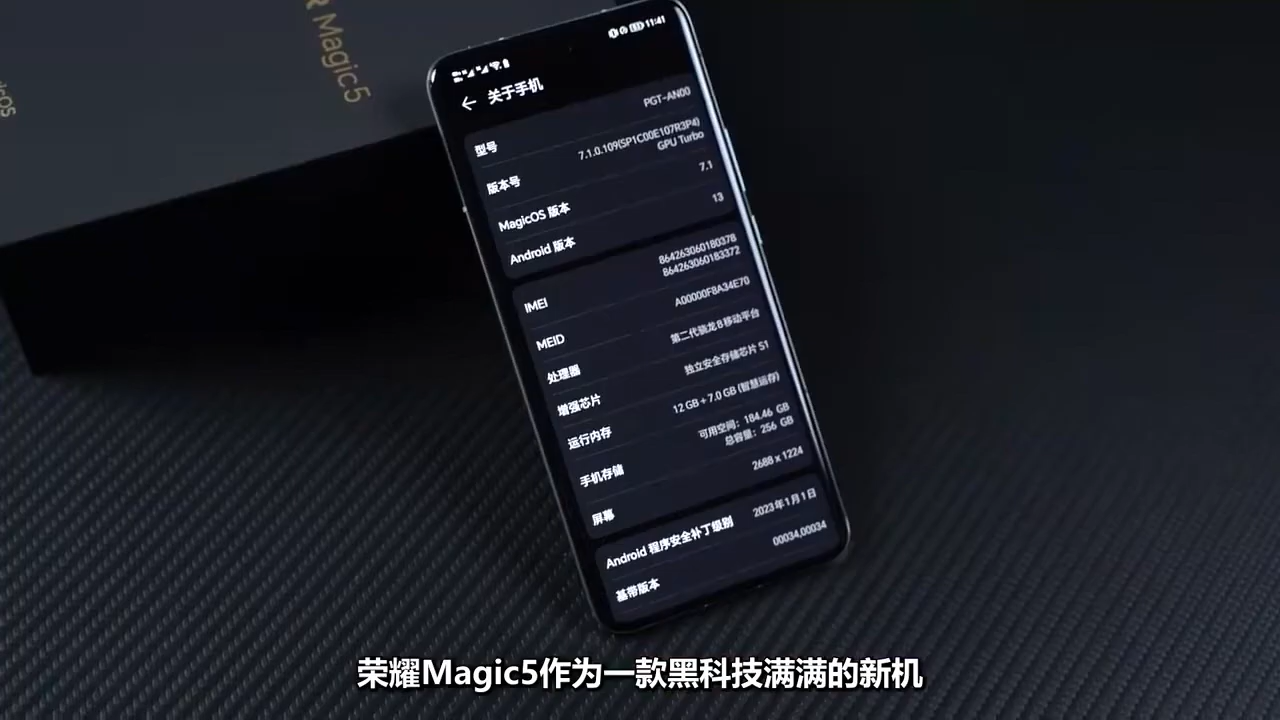 Magic5
11:41
关于手机
型号 PGT-AN00
版本号 7.1.0.109(SP1C00E107R3P4)
GPU Turbo
MagicOS 版本 7.1
Android 版本 13
IMEI 864263060180378
864263060183372
MEID A00000F8A34E70
处理器 第二代骁龙8移动平台
增强芯片 独立安全存储芯片 S1
运行内存 12 GB + 7.0 GB (智慧运存)
手机存储 可用空间：184.46 GB
总容量：256 GB
屏幕 2688 x 1224
Android 程序安全补丁级别 2023年1月1日
基带版本 00034,00034
荣耀Magic5作为一款黑科技满满的新机